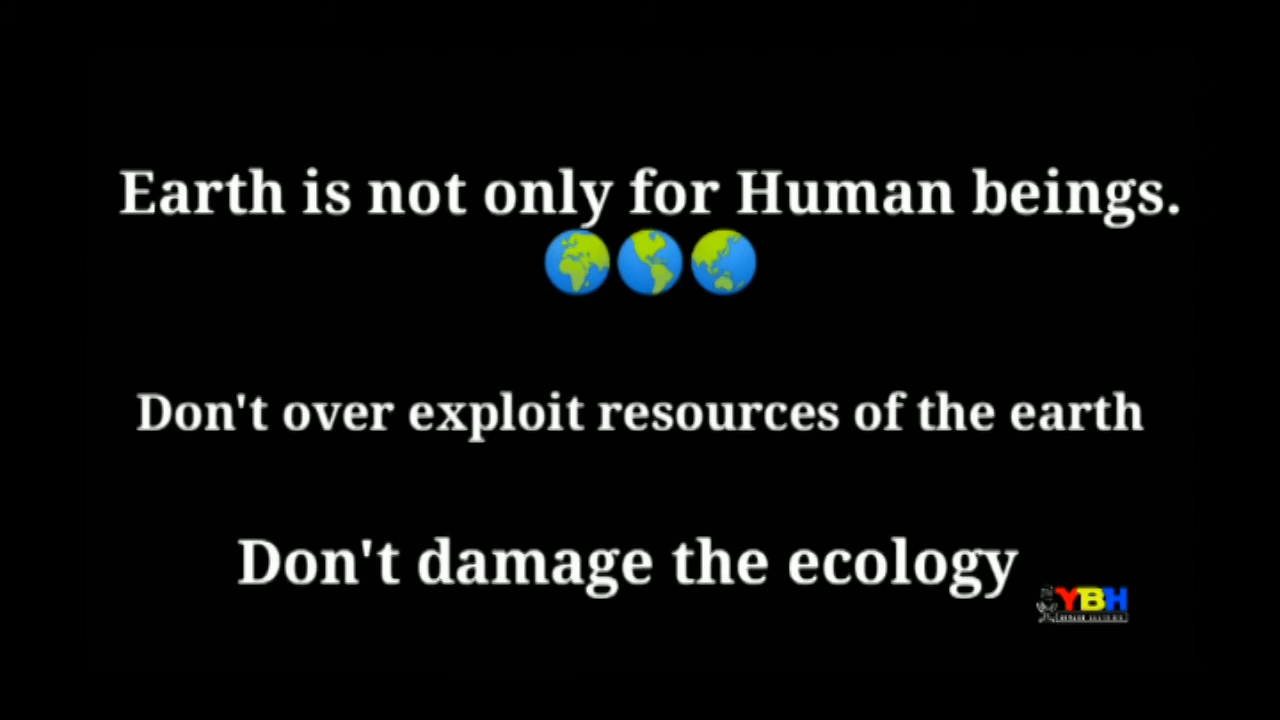 Earth is not only for Human beings.
🌍🌎🌏
Don't over exploit resources of the earth
Don't damage the ecology
YBH